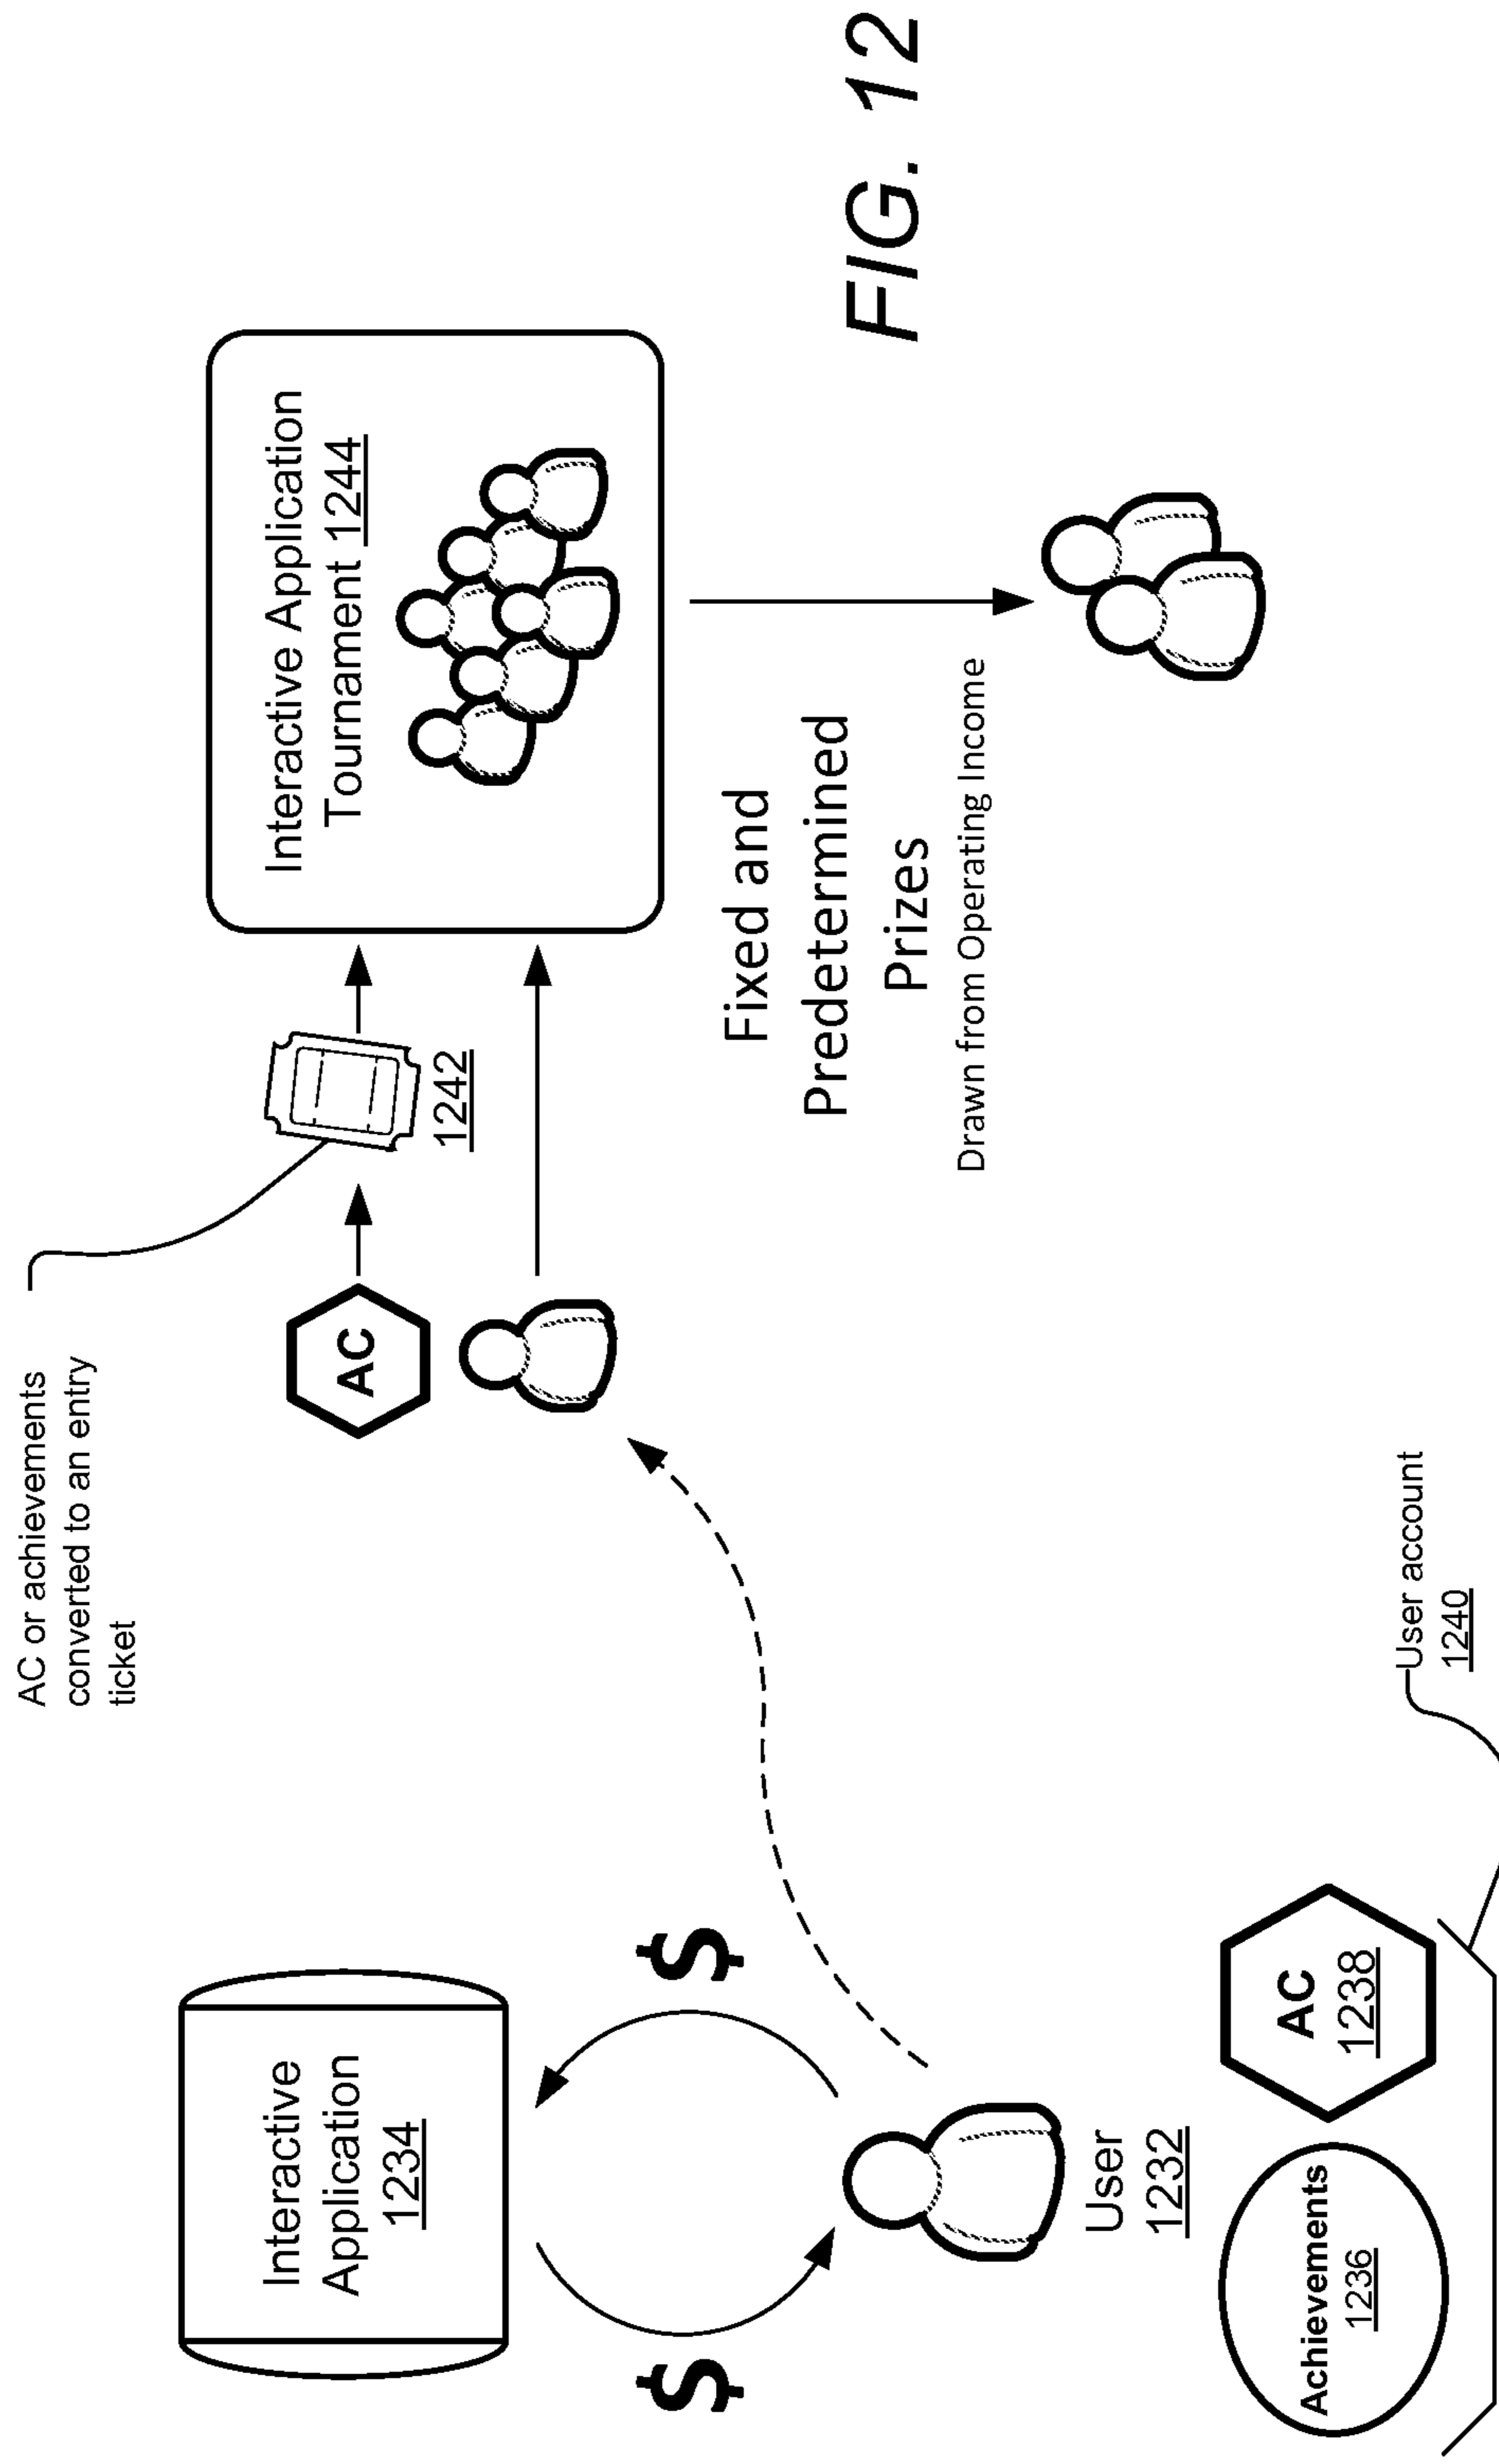 AC or achievements
converted to an entry
ticket
Interactive
Application
1234
$
$
User
1232
Achievements
1236
AC
1238
User account
1240
AC
1242
Interactive Application
Tournament 1244
Fixed and
Predetermined
Prizes
Drawn from Operating Income
FIG. 12